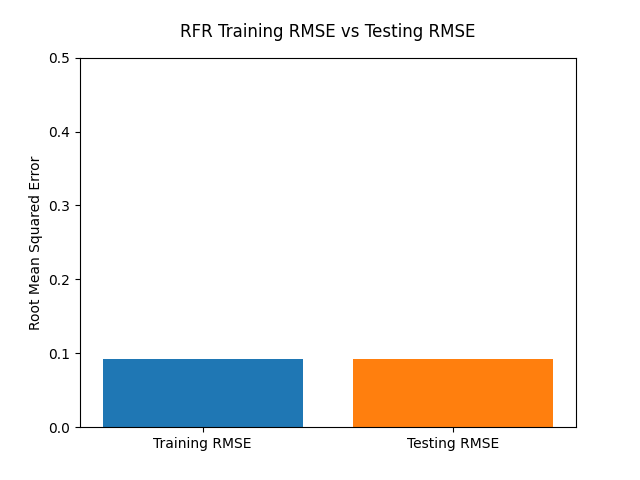 RFR Training RMSE vs Testing RMSE
Root Mean Squared Error
0.5
0.4
0.3
0.2
0.1
0.0
Training RMSE
Testing RMSE